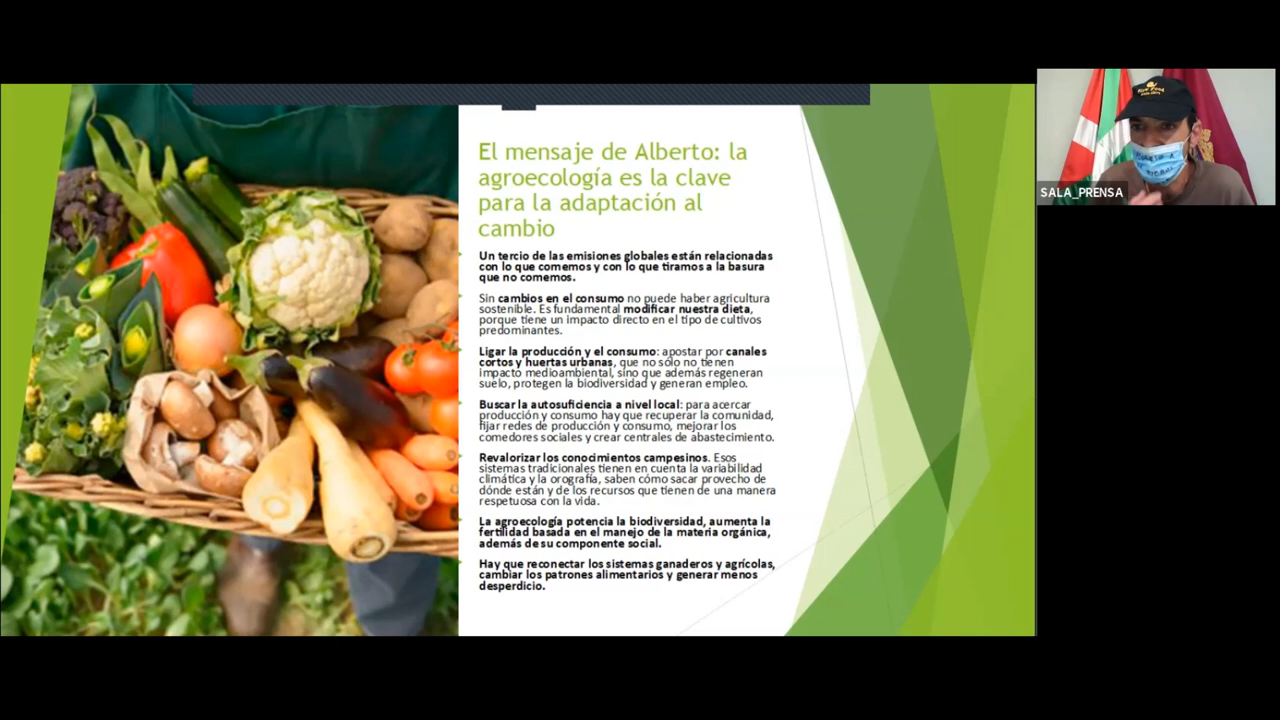 El mensaje de Alberto: la
agroecología es la clave
para la adaptación al
cambio
Un tercio de las emisiones globales están relacionadas
con lo que comemos y con lo que tiramos a la basura
que no comemos.
Sin cambios en el consumo no puede haber agricultura
sostenible. Es fundamental modificar nuestra dieta,
porque tiene un impacto directo en el tipo de cultivos
predominantes.
Ligar la producción y el consumo: apostar por canales
cortos y huertas urbanas, que no sólo no tienen
impacto medioambiental, sino que además regeneran
suelo, protegen la biodiversidad y generan empleo.
Buscar la autosuficiencia a nivel local: para acercar
producción y consumo hay que recuperar la comunidad,
fijar redes de producción y consumo, mejorar los
comedores sociales y crear centrales de abastecimiento.
Revalorizar los conocimientos campesinos. Esos
sistemas tradicionales tienen en cuenta la variabilidad
climática y la orografía, saben cómo sacar provecho de
dónde están y de los recursos que tienen de una manera
respetuosa con la vida.
La agroecología potencia la biodiversidad, aumenta la
fertilidad basada en el manejo de la materia orgánica,
además de su componente social.
Hay que reconectar los sistemas ganaderos y agrícolas,
cambiar los patrones alimentarios y generar menos
desperdicio.
SALA_PRENSA